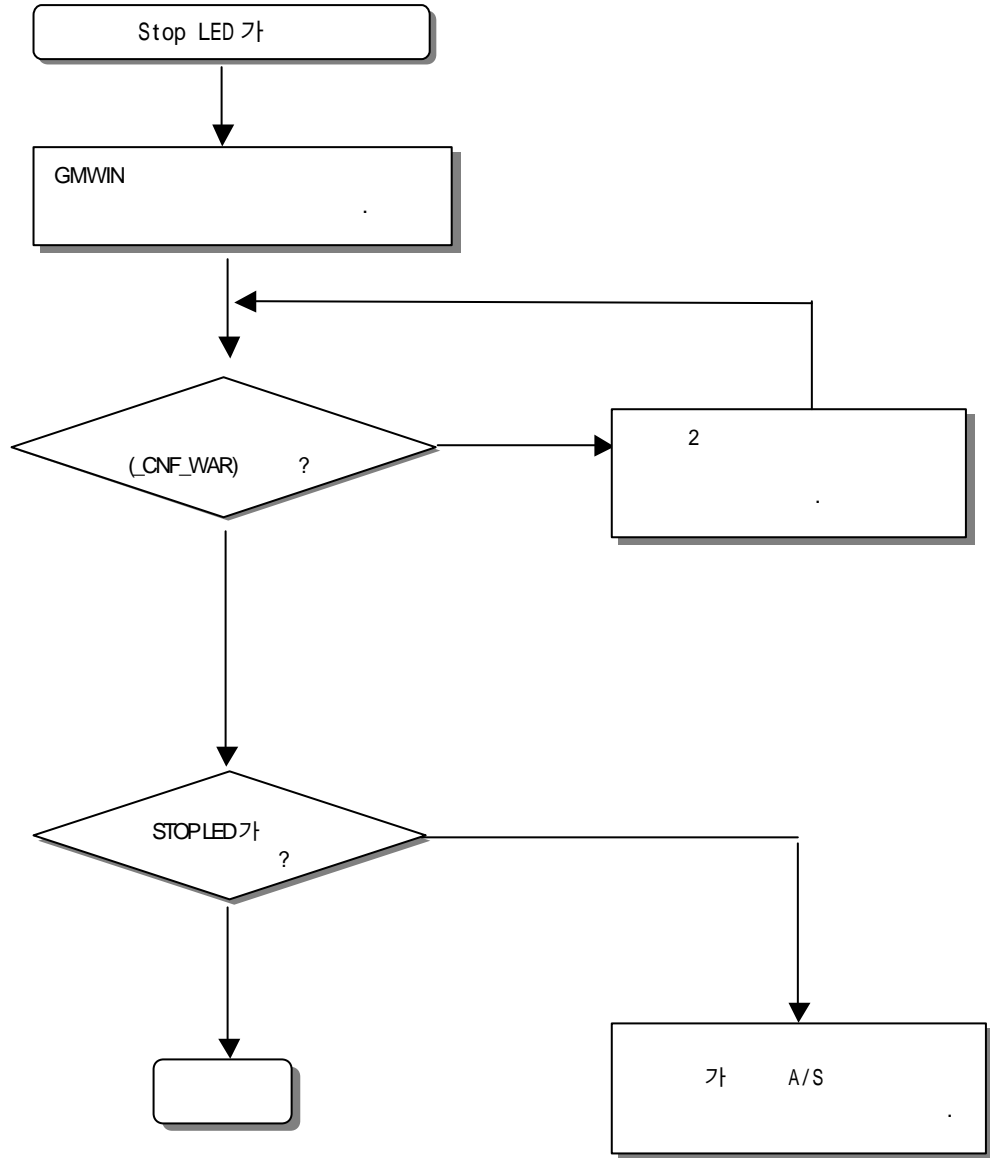 Stop LED 가
GMWIN
.
(_CNF_WAR) ?
2
.
STOP LED 가
?
가 A/S
.